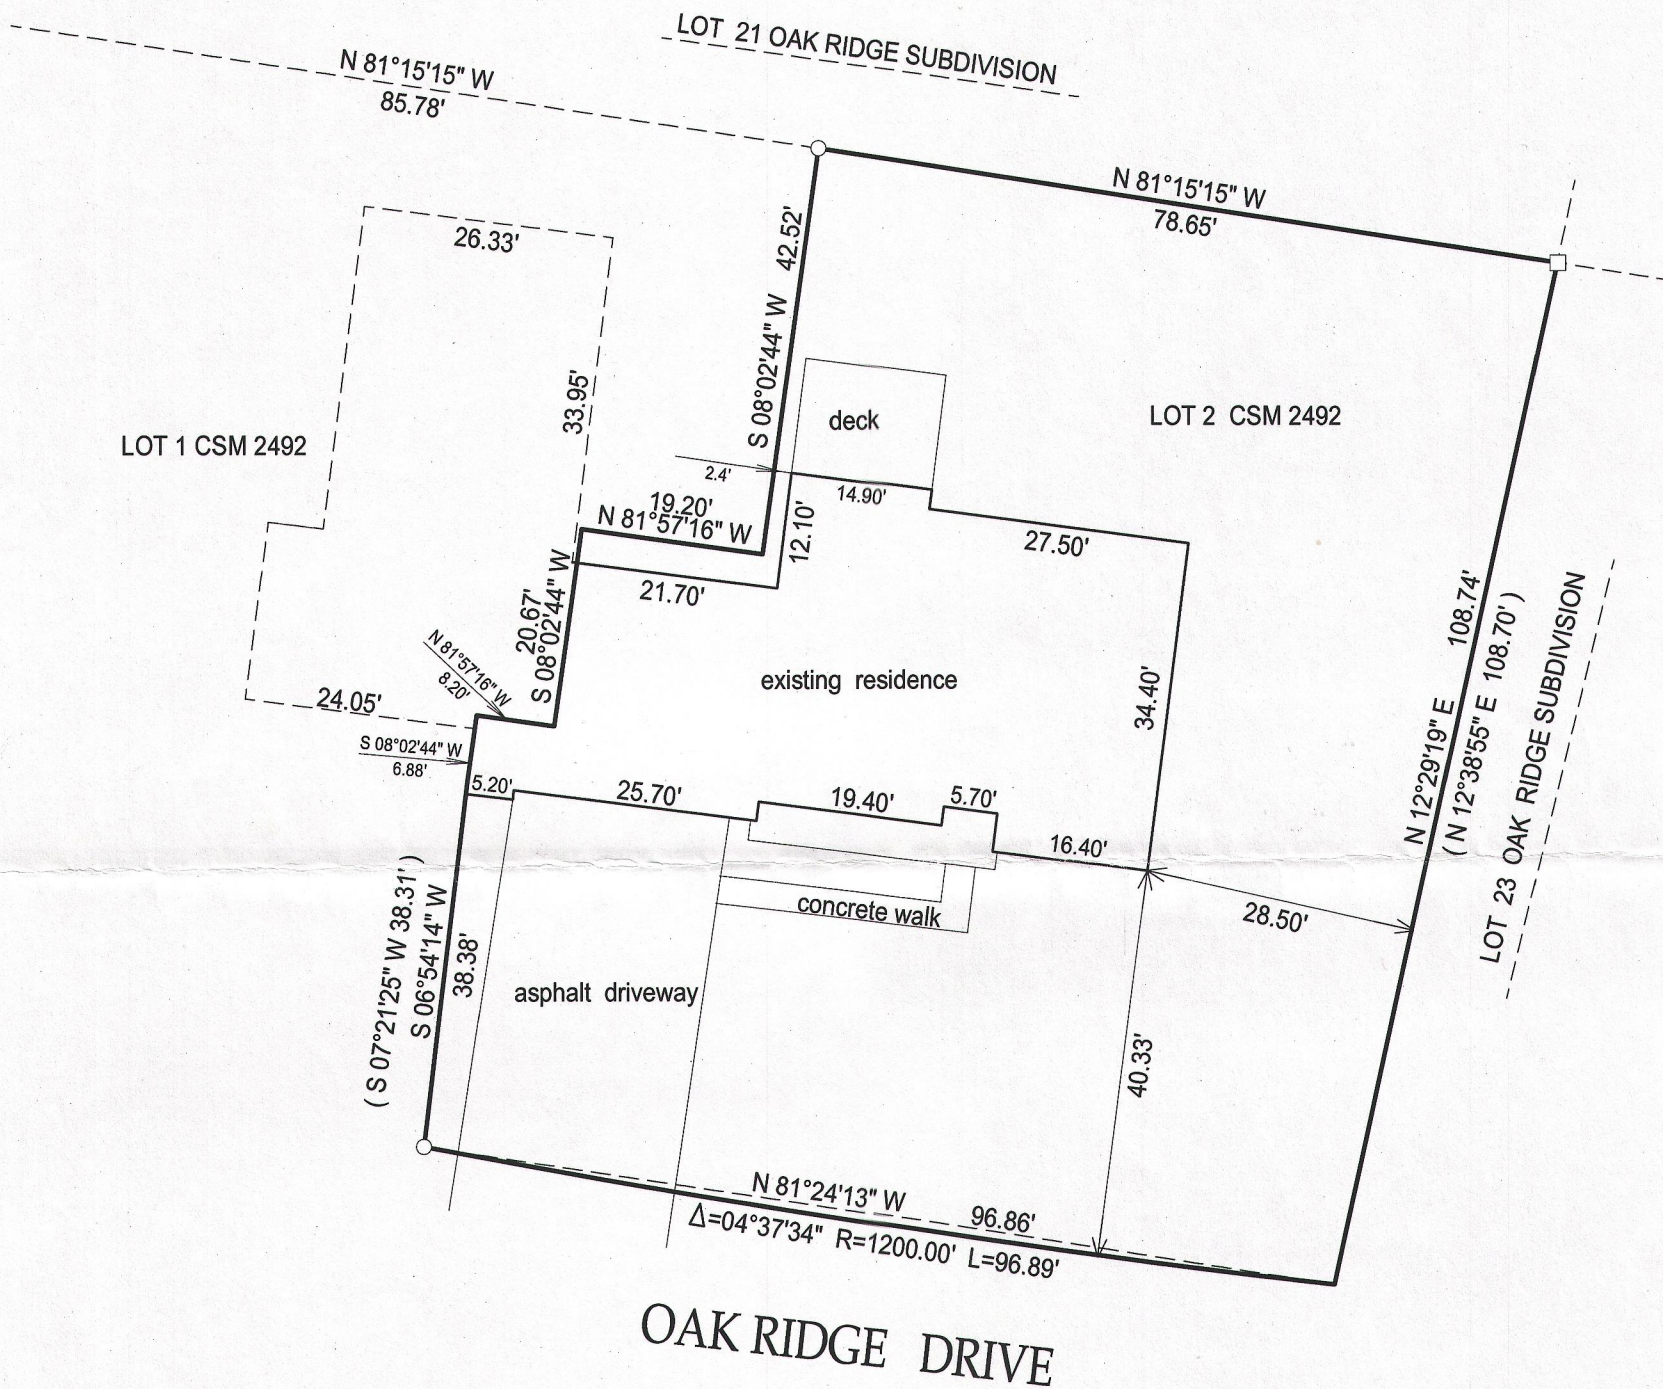 LOT 21 OAK RIDGE SUBDIVISION
N 81°15'15" W
85.78'
N 81°15'15" W
78.65'
26.33'
S 08°02'44" W 42.52'
33.95'
deck
LOT 2 CSM 2492
LOT 1 CSM 2492
2.4'
14.90'
19.20'
N 81°57'16" W
12.10'
27.50'
21.70'
20.67'
S 08°02'44" W
N 81°57'16" W
8.20'
existing residence
34.40'
24.05'
S 08°02'44" W
6.88'
5.20'
25.70'
19.40'
5.70'
16.40'
N 12°29'19" E 108.74'
( N 12°38'55" E 108.70' )
LOT 23 OAK RIDGE SUBDIVISION
28.50'
concrete walk
( S 07°21'25" W 38.31' )
S 06°54'14" W
38.38'
asphalt driveway
40.33'
N 81°24'13" W 96.86'
Δ=04°37'34" R=1200.00' L=96.89'
OAK RIDGE DRIVE